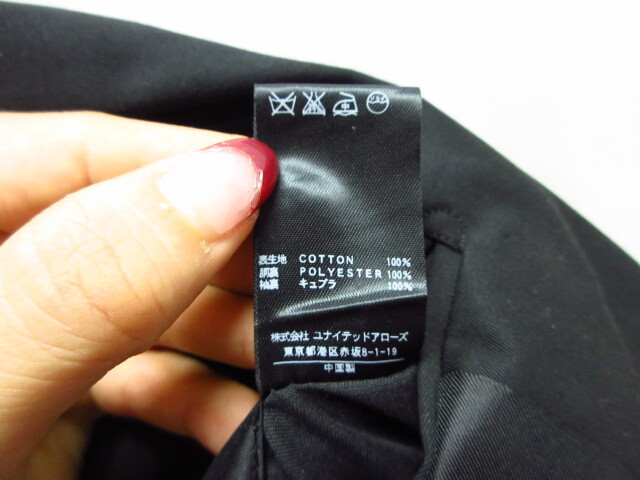 表生地 COTTON 100%
胴裏 POLYESTER 100%
袖裏 キュプラ 100%
株式会社 ユナイテッドアローズ
東京都港区赤坂8-1-19
中国製